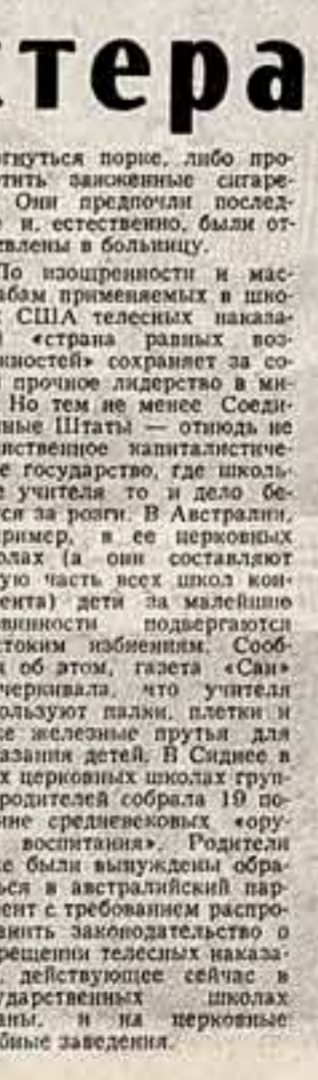 ктера
гнуться порке, либо про-
тить зажженные сигаре-
Они предпочли послед-
и, естественно, были от-
влены в больницу.
По изощренности и мас-
абам применяемых в шко-
США телесных наказа-
«страна равных воз-
жностей» сохраняет за со-
прочное лидерство в ми-
Но тем не менее Соеди-
ные Штаты — отнюдь не
инственное капиталистиче-
е государство, где школь-
е учителя то и дело бе-
ся за розги. В Австралии,
ример, в ее церковных
олах (а они составляют
ую часть всех школ кон-
ента) дети за малейшие
винности подвергаются
стоким избиениям. Сооб-
я об этом, газета «Сан»
черкивала, что учителя
ользуют палки, плетки и
же железные прутья для
азания детей. В Сиднее в
х церковных школах груп-
родителей собрала 19 по-
ние средневековых «ору-
воспитания». Родители
е были вынуждены обра-
ься в австралийский пар-
ент с требованием распро-
анить законодательство о
рещении телесных наказа-
, действующее сейчас в
ударственных школах
аны, и на церковные
бные заведения.